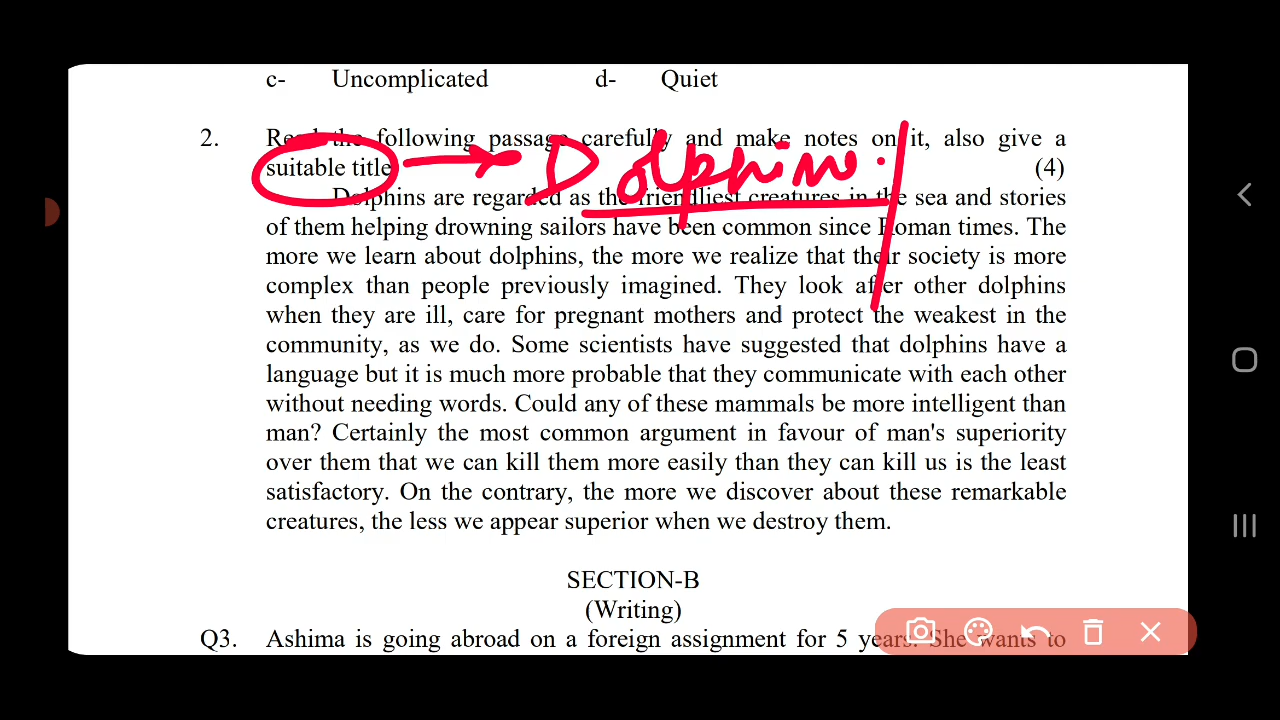 c- Uncomplicated d- Quiet
2. Read the following passage carefully and make notes on it, also give a
suitable title (4)
Dolphins.
Dolphins are regarded as the friendliest creatures in the sea and stories
of them helping drowning sailors have been common since Roman times. The
more we learn about dolphins, the more we realize that their society is more
complex than people previously imagined. They look after other dolphins
when they are ill, care for pregnant mothers and protect the weakest in the
community, as we do. Some scientists have suggested that dolphins have a
language but it is much more probable that they communicate with each other
without needing words. Could any of these mammals be more intelligent than
man? Certainly the most common argument in favour of man's superiority
over them that we can kill them more easily than they can kill us is the least
satisfactory. On the contrary, the more we discover about these remarkable
creatures, the less we appear superior when we destroy them.
SECTION-B
(Writing)
Q3. Ashima is going abroad on a foreign assignment for 5 years. She wants to